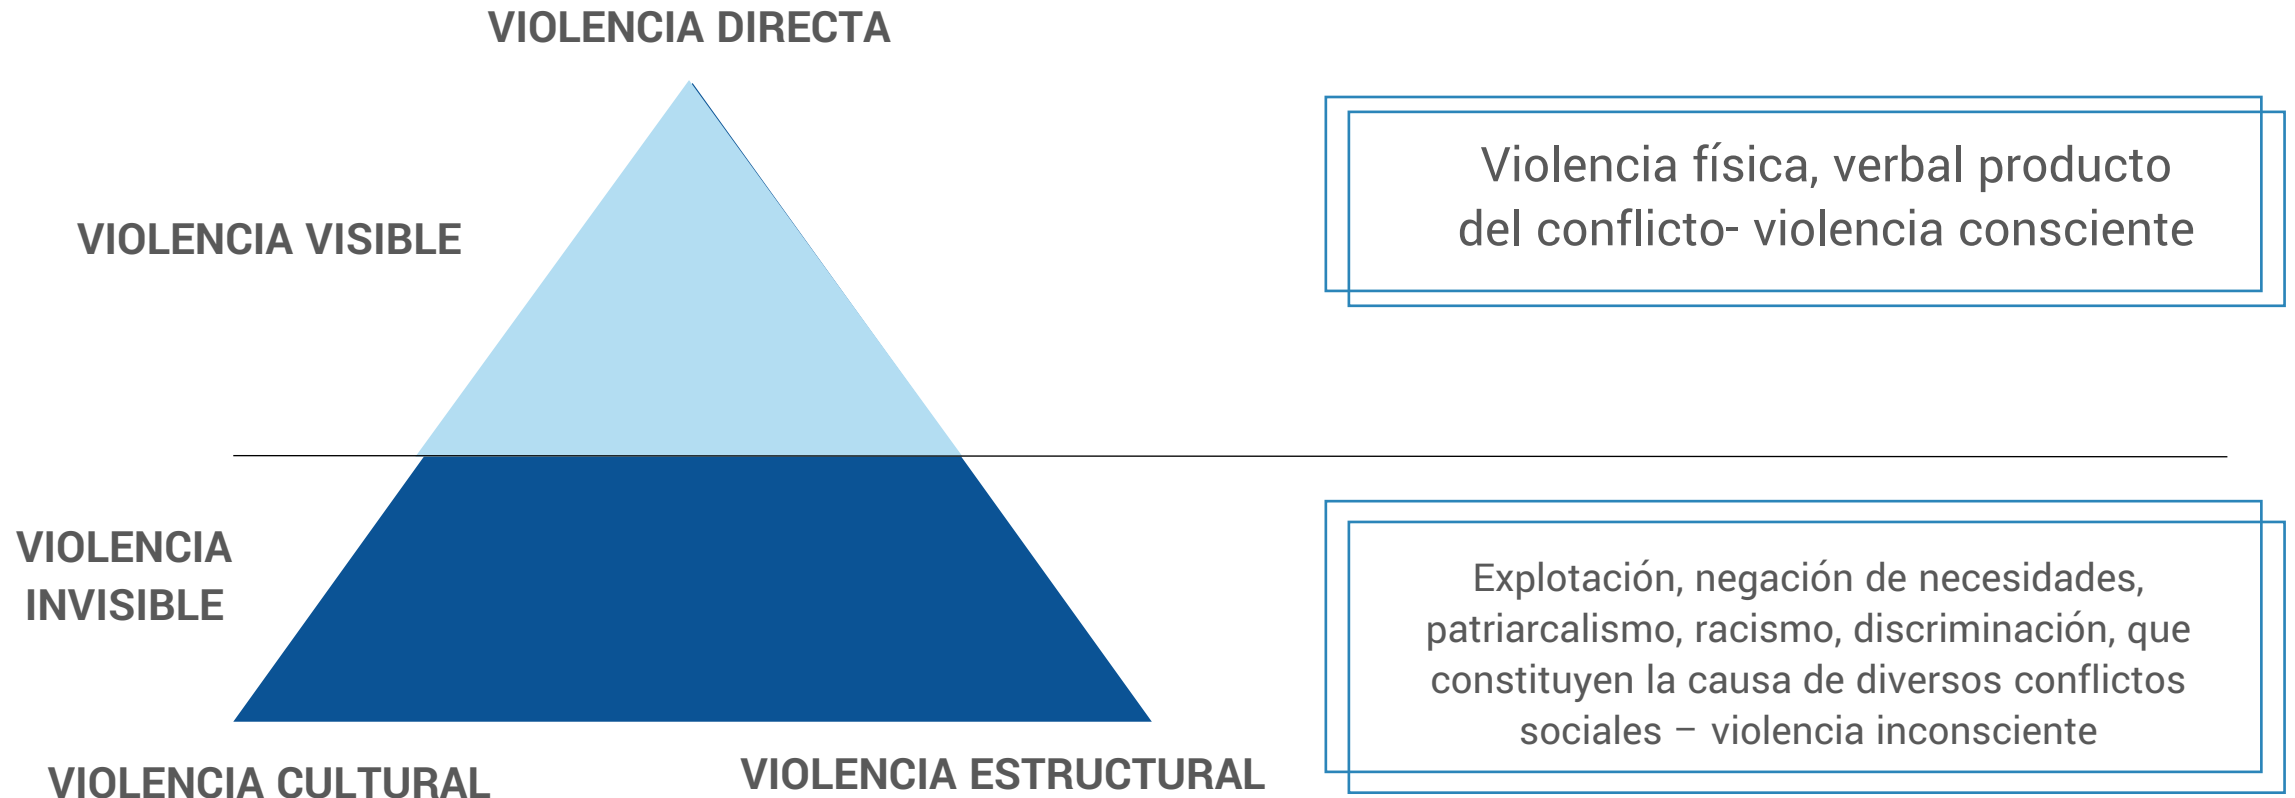 VIOLENCIA DIRECTA
VIOLENCIA VISIBLE
Violencia física, verbal producto
del conflicto- violencia consciente
VIOLENCIA
INVISIBLE
Explotación, negación de necesidades,
patriarcalismo, racismo, discriminación, que
constituyen la causa de diversos conflictos
sociales – violencia inconsciente
VIOLENCIA CULTURAL
VIOLENCIA ESTRUCTURAL